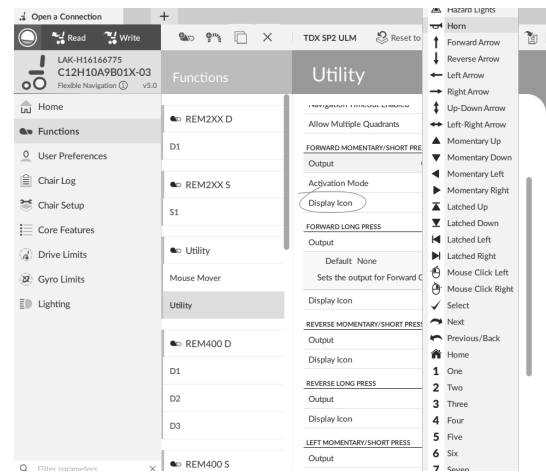 Open a Connection
+
Read
Write
TDX SP2 ULM
Reset to
LAK-H16166775
C12H10A9B01X-03
Flexible Navigation
v5.0
Home
Functions
User Preferences
Chair Log
Chair Setup
Core Features
Drive Limits
Gyro Limits
Lighting
Filter parameters
Functions
REM2XX D
D1
REM2XX S
S1
Utility
Mouse Mover
Utility
REM400 D
D1
D2
D3
REM400 S
Utility
Navigation Timeout Enabled
Allow Multiple Quadrants
FORWARD MOMENTARY/SHORT PRE
Output
Activation Mode
Display Icon
FORWARD LONG PRESS
Output
Default None
Sets the output for Forward
Display Icon
REVERSE MOMENTARY/SHORT PRESS
Output
Display Icon
REVERSE LONG PRESS
Output
Display Icon
LEFT MOMENTARY/SHORT PRESS
Output
Hazard Lights
Horn
Forward Arrow
Reverse Arrow
Left Arrow
Right Arrow
Up-Down Arrow
Left-Right Arrow
Momentary Up
Momentary Down
Momentary Left
Momentary Right
Latched Up
Latched Down
Latched Left
Latched Right
Mouse Click Left
Mouse Click Right
Select
Next
Previous/Back
Home
1 One
2 Two
3 Three
4 Four
5 Five
6 Six
7 Seven